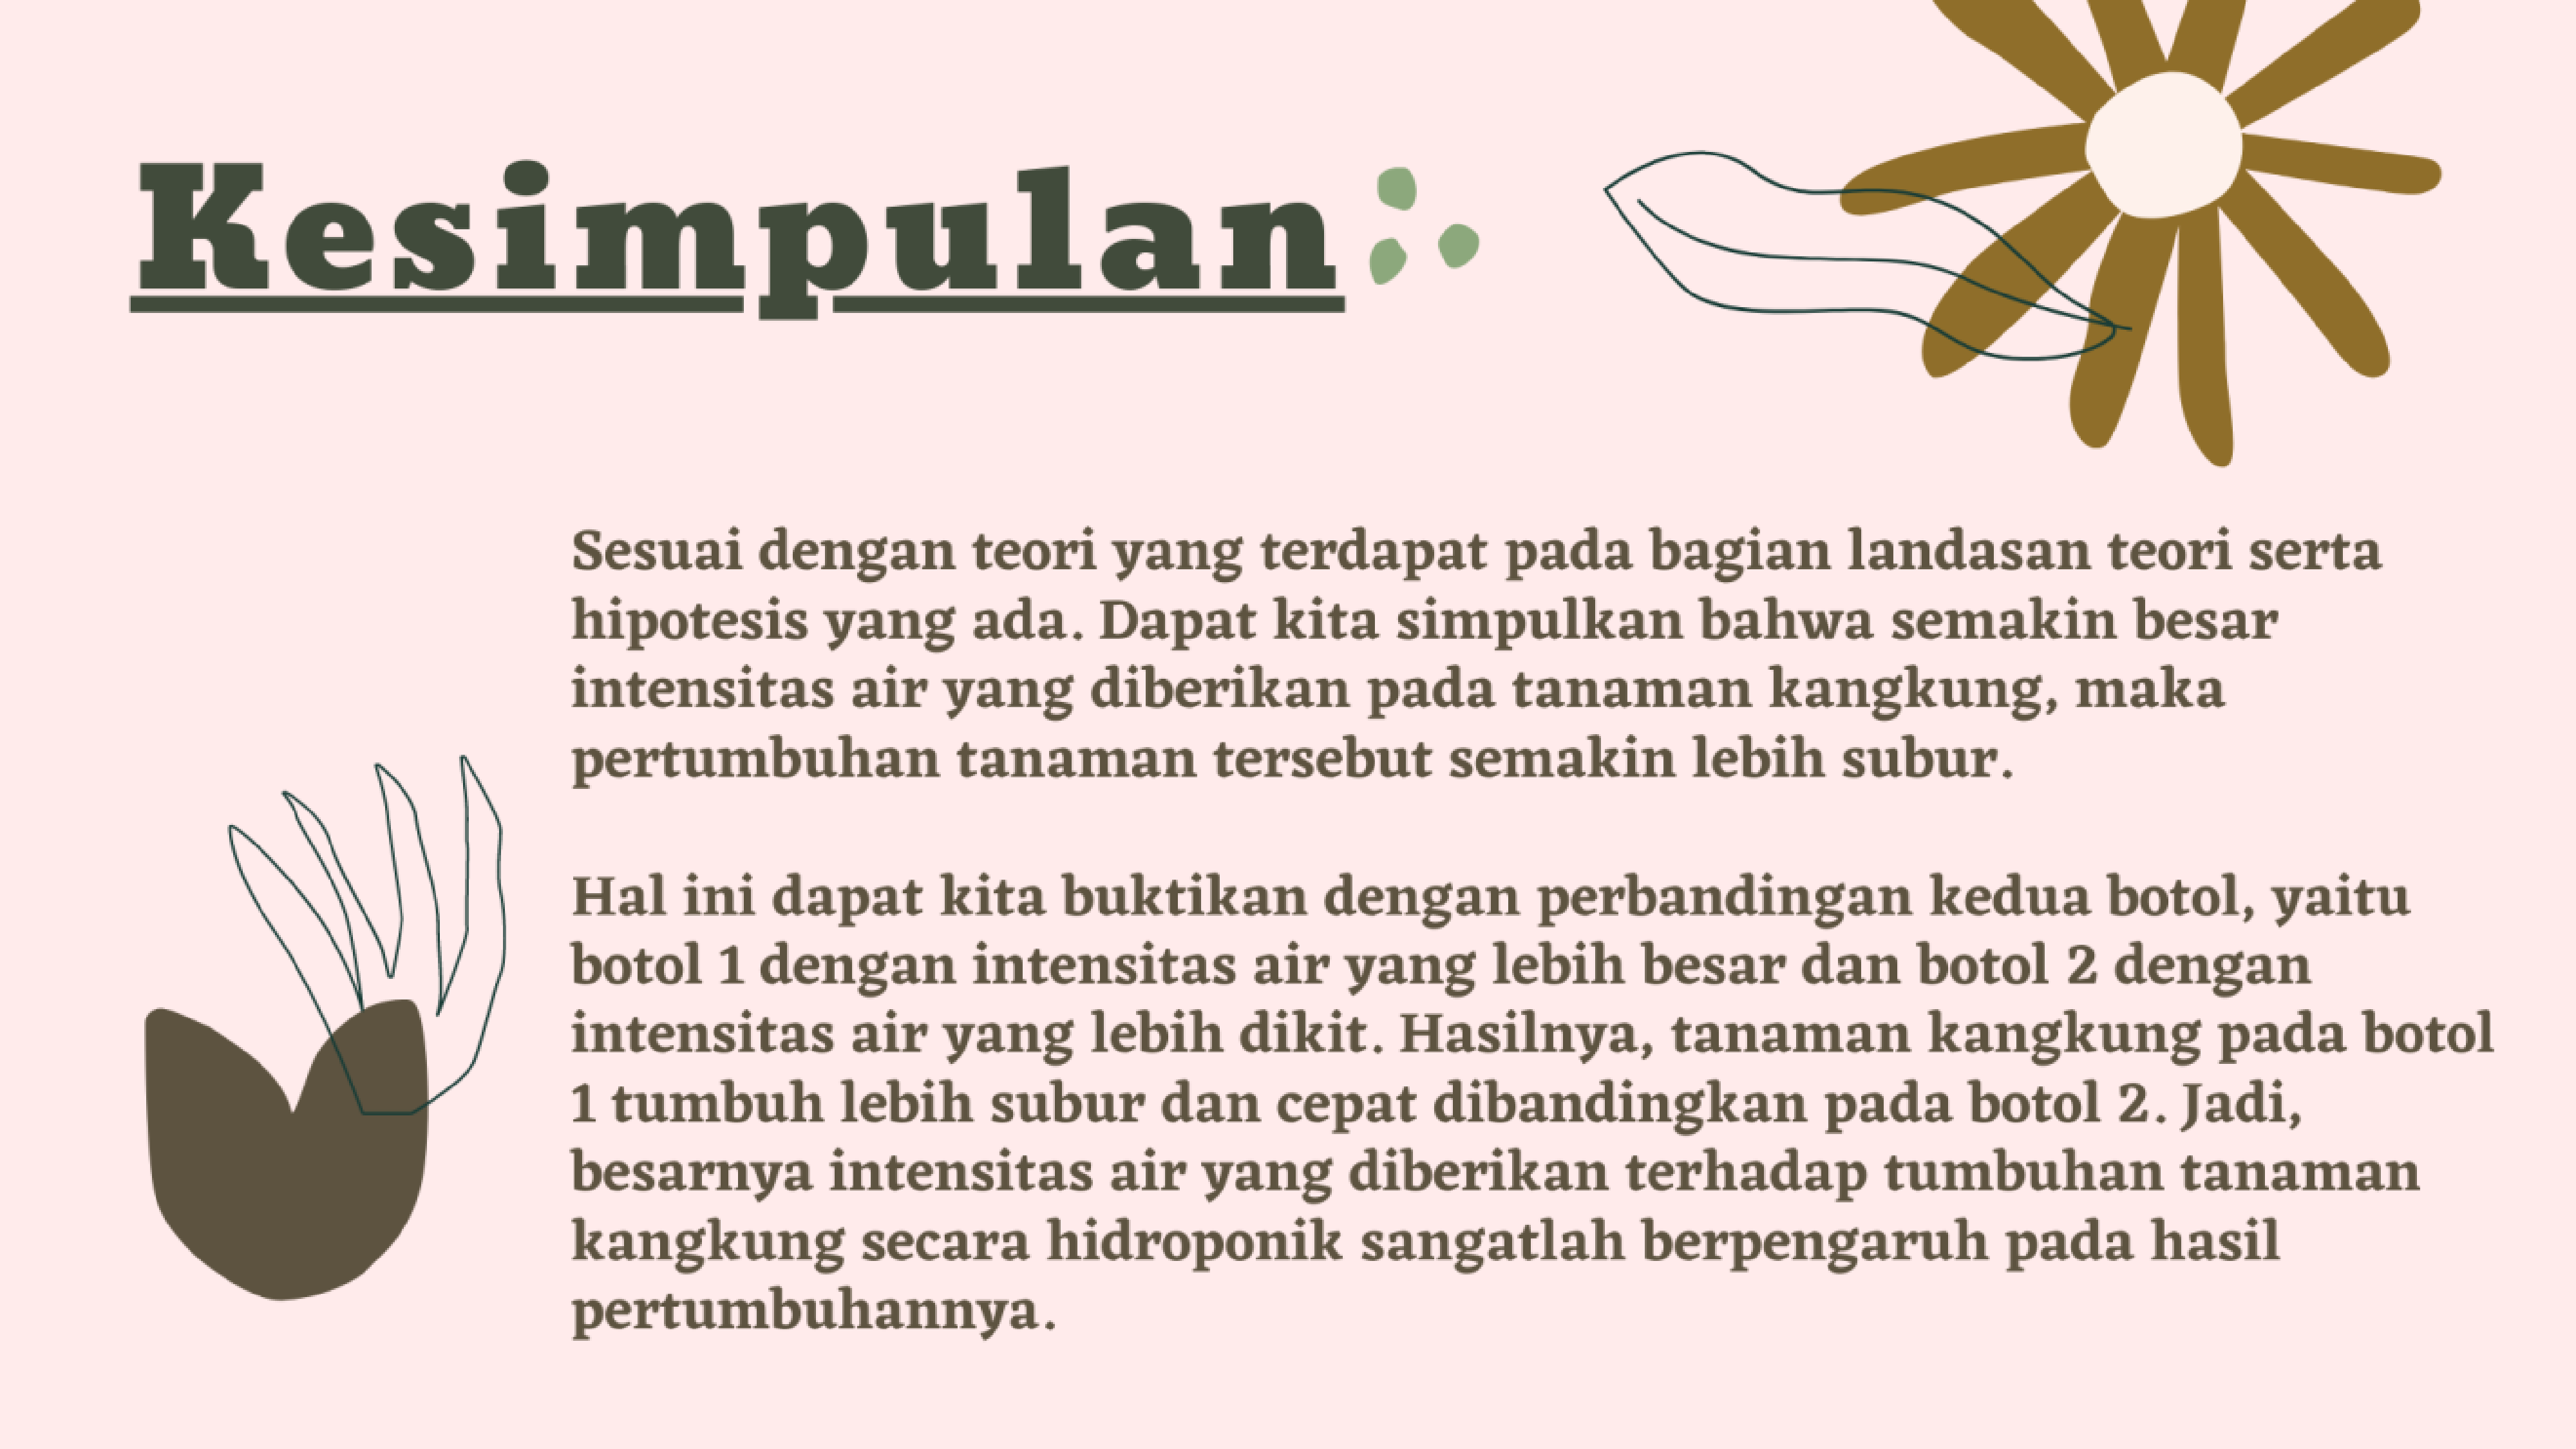 Kesimpulan
Sesuai dengan teori yang terdapat pada bagian landasan teori serta
hipotesis yang ada. Dapat kita simpulkan bahwa semakin besar
intensitas air yang diberikan pada tanaman kangkung, maka
pertumbuhan tanaman tersebut semakin lebih subur.
Hal ini dapat kita buktikan dengan perbandingan kedua botol, yaitu
botol 1 dengan intensitas air yang lebih besar dan botol 2 dengan
intensitas air yang lebih dikit. Hasilnya, tanaman kangkung pada botol
1 tumbuh lebih subur dan cepat dibandingkan pada botol 2. Jadi,
besarnya intensitas air yang diberikan terhadap tumbuhan tanaman
kangkung secara hidroponik sangatlah berpengaruh pada hasil
pertumbuhannya.